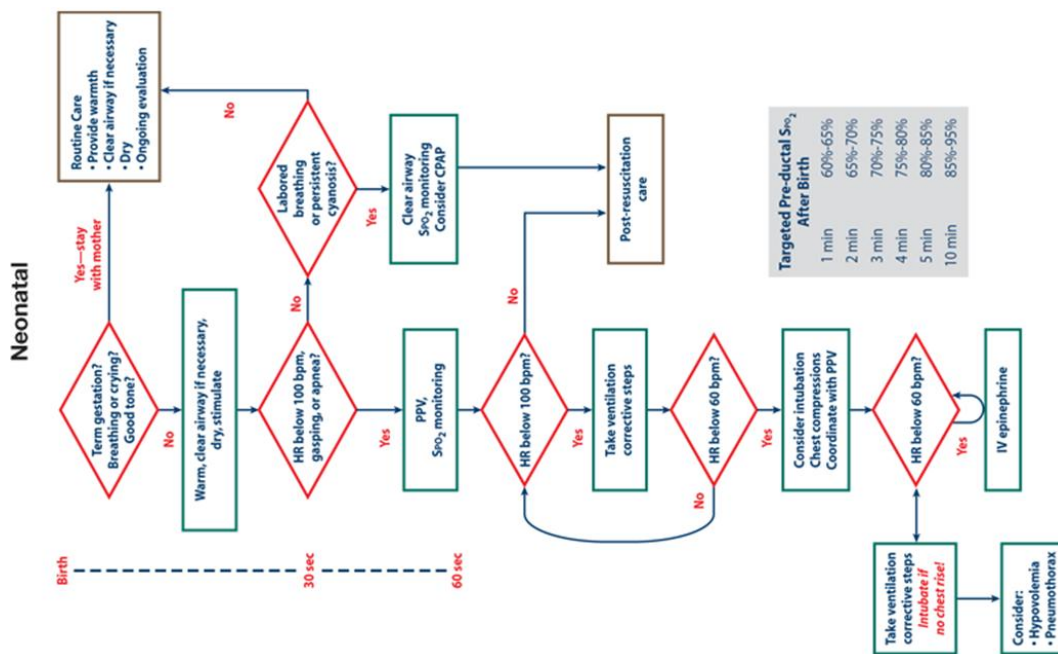 Neonatal
Birth
30 sec
60 sec
Term gestation?
Breathing or crying?
Good tone?
Yes—stay
with mother
Routine Care
• Provide warmth
• Clear airway if necessary
• Dry
• Ongoing evaluation
No
Warm, clear airway if necessary,
dry, stimulate
HR below 100 bpm,
gasping, or apnea?
No
Labored
breathing
or persistent
cyanosis?
No
Yes
Yes
PPV,
SPO2 monitoring
Clear airway
SPO2 monitoring
Consider CPAP
HR below 100 bpm?
No
Post-resuscitation
care
Yes
Take ventilation
corrective steps
HR below 60 bpm?
No
Yes
Consider intubation
Chest compressions
Coordinate with PPV
HR below 60 bpm?
Yes
IV epinephrine
Take ventilation
corrective steps
Intubate if
no chest rise!
Consider:
• Hypovolemia
• Pneumothorax
Targeted Pre-ductal SPO2
After Birth
1 min 60%-65%
2 min 65%-70%
3 min 70%-75%
4 min 75%-80%
5 min 80%-85%
10 min 85%-95%